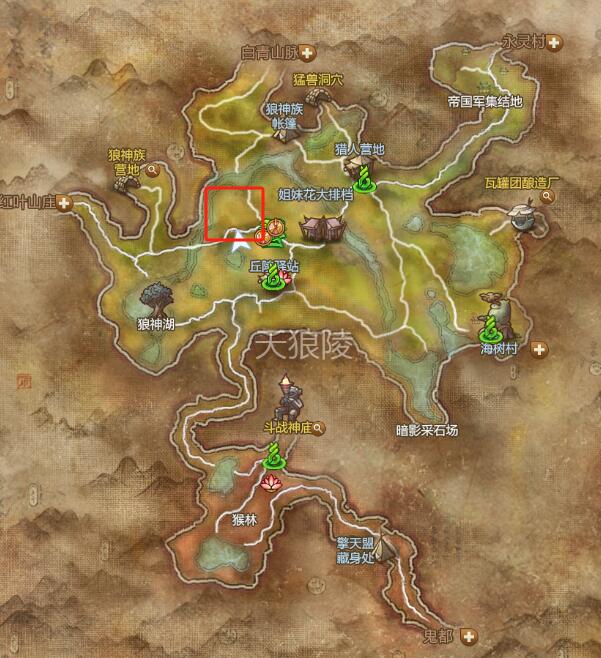 白青山脉
永灵村
猛兽洞穴
帝国军集结地
狼神族
帐篷
猎人营地
狼神族
营地
瓦罐团酿造厂
姐妹花大排档
红叶山庄
丘陵驿站
狼神湖
天狼陵
海树村
斗战神庙
暗影采石场
猴林
擎天盟
藏身处
鬼都